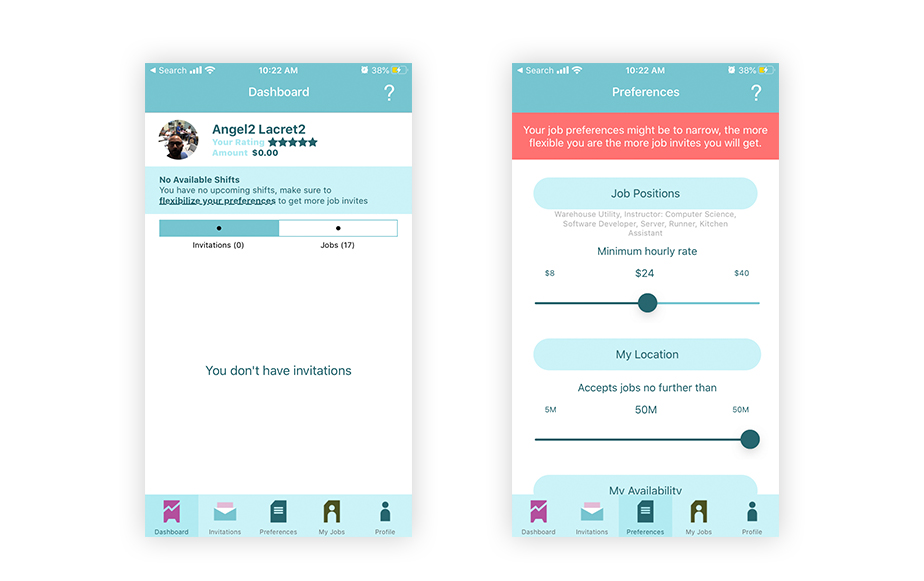 Search
10:22 AM
38%
Dashboard
?
Angel2 Lacret2
Your Rating
Amount $0.00
No Available Shifts
You have no upcoming shifts, make sure to
flexibilize your preferences to get more job invites
Invitations (0)
Jobs (17)
You don't have invitations
Dashboard
Invitations
Preferences
My Jobs
Profile
Search
10:22 AM
38%
Preferences
?
Your job preferences might be to narrow, the more
flexible you are the more job invites you will get.
Job Positions
Warehouse Utility, Instructor: Computer Science,
Software Developer, Server, Runner, Kitchen
Assistant
Minimum hourly rate
$8 $24 $40
My Location
Accepts jobs no further than
5M 50M 50M
My Availability
Dashboard
Invitations
Preferences
My Jobs
Profile